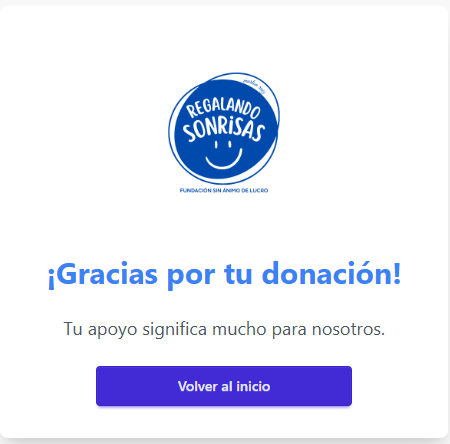 REGALANDO
SONRiSAS
FUNDACIÓN SIN ÁNIMO DE LUCRO
¡Gracias por tu donación!
Tu apoyo significa mucho para nosotros.
Volver al inicio